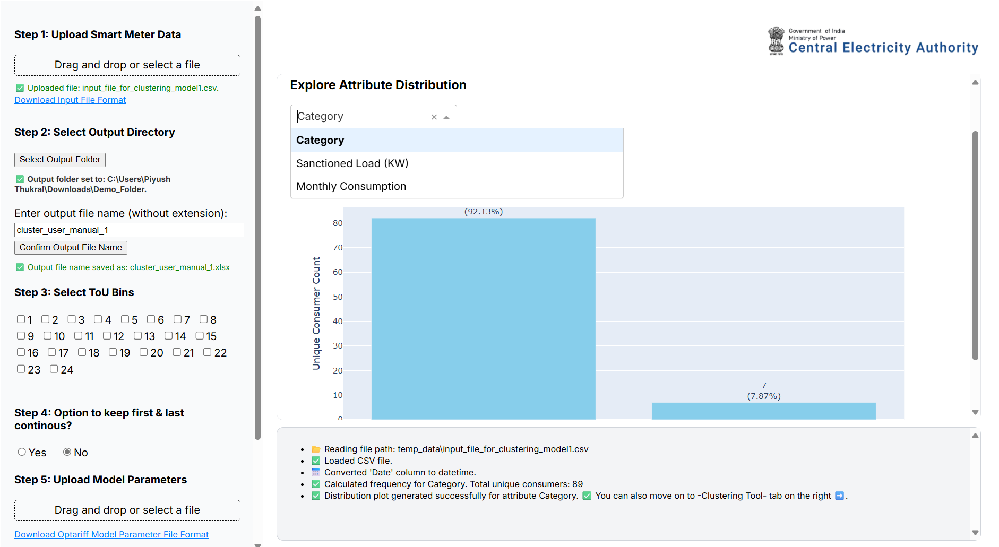 Step 1: Upload Smart Meter Data
Drag and drop or select a file
Uploaded file: input_file_for_clustering_model1.csv.
Download Input File Format
Step 2: Select Output Directory
Select Output Folder
Output folder set to: C:\Users\Piyush
Thukral\Downloads\Demo_Folder.
Enter output file name (without extension):
cluster_user_manual_1
Confirm Output File Name
Output file name saved as: cluster_user_manual_1.xlsx
Step 3: Select ToU Bins
1 2 3 4 5 6 7 8
9 10 11 12 13 14 15
16 17 18 19 20 21 22
23 24
Step 4: Option to keep first & last
continous?
Yes No
Step 5: Upload Model Parameters
Drag and drop or select a file
Download Optariff Model Parameter File Format
Government of India
Ministry of Power
Central Electricity Authority
Explore Attribute Distribution
Category
Category
Sanctioned Load (KW)
Monthly Consumption
(92.13%)
80
70
60
50
40
30
20
10
0
Unique Consumer Count
7
(7.87%)
Reading file path: temp_data\input_file_for_clustering_model1.csv
Loaded CSV file.
Converted 'Date' column to datetime.
Calculated frequency for Category. Total unique consumers: 89
Distribution plot generated successfully for attribute Category. You can also move on to -Clustering Tool- tab on the right .